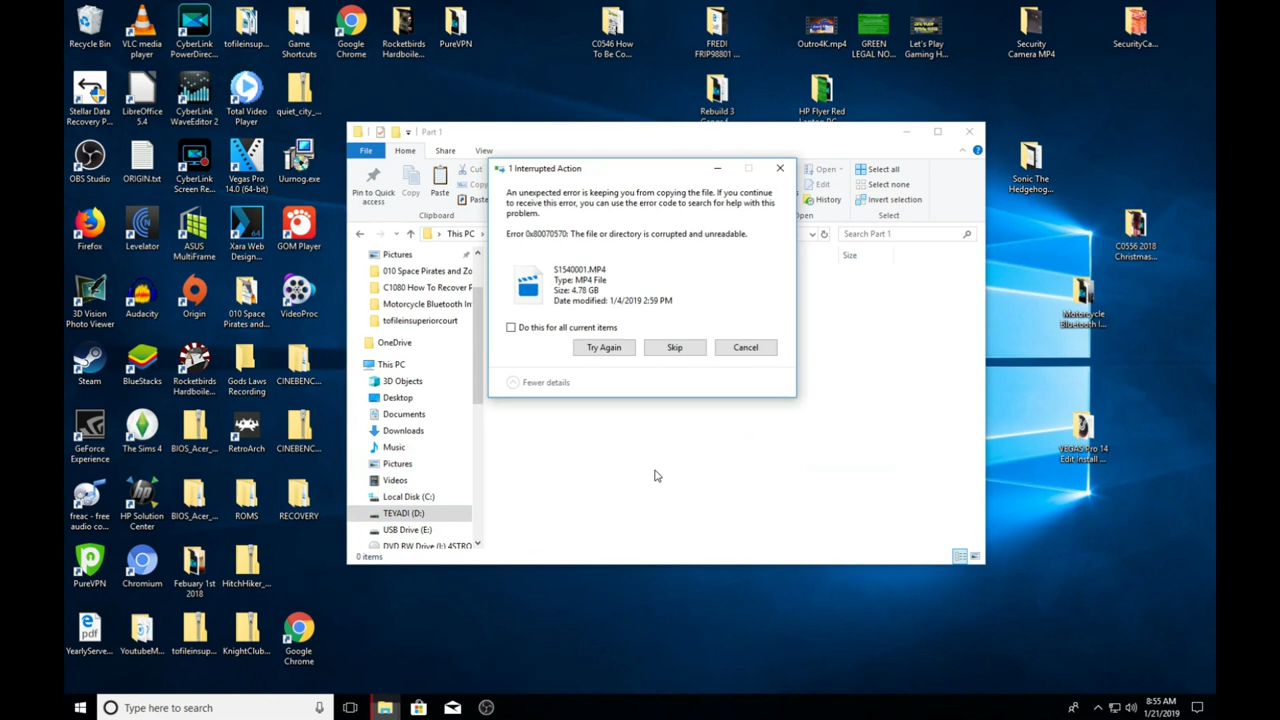 Recycle Bin
VLC media
player
CyberLink
PowerDirec...
tofileinsup...
Game
Shortcuts
Google
Chrome
Rocketbirds
Hardboile...
PureVPN
C0546 How
To Be Co...
FREDI
FRIP98801 ...
Outro4K.mp4
GREEN
LEGAL NO...
Let's Play
Gaming H...
Security
Camera MP4
SecurityCa...
Stellar Data
Recovery P...
LibreOffice
5.4
CyberLink
WaveEditor 2
Total Video
Player
quiet_city_...
Rebuild 3
HP Flyer Red
OBS Studio
ORIGIN.txt
CyberLink
Screen Re...
Vegas Pro
14.0 (64-bit)
Uurnog.exe
Sonic The
Hedgehog...
Firefox
Levelator
ASUS
MultiFrame
Xara Web
Design...
GOM Player
C0556 2018
Christmas...
3D Vision
Photo Viewer
Audacity
Origin
010 Space
Pirates and...
VideoProc
Motorcycle
Bluetooth I...
Steam
BlueStacks
Rocketbirds
Hardboile...
Gods Laws
Recording
CINEBENC...
GeForce
Experience
The Sims 4
BIOS_Acer_...
RetroArch
CINEBENC...
VEGAS Pro 14
Edit Install ...
freac - free
audio co...
HP Solution
Center
BIOS_Acer_...
ROMS
RECOVERY
PureVPN
Chromium
Febuary 1st
2018
HitchHiker_...
YearlyServe...
YoutubeM...
tofileinsup...
KnightClub...
Google
Chrome
Part 1
File
Home
Share
View
Pin to Quick
access
Copy
Paste
Cut
Copy
Paste
Clipboard
Open
Edit
History
Open
Select all
Select none
Invert selection
Select
This PC
Search Part 1
Size
Pictures
010 Space Pirates and Zo
C1080 How To Recover P
Motorcycle Bluetooth In
tofileinsuperiorcourt
OneDrive
This PC
3D Objects
Desktop
Documents
Downloads
Music
Pictures
Videos
Local Disk (C:)
TEYADI (D:)
USB Drive (E:)
DVD RW Drive (I:) 4STRO
0 items
1 Interrupted Action
An unexpected error is keeping you from copying the file. If you continue
to receive this error, you can use the error code to search for help with this
problem.
Error 0x80070570: The file or directory is corrupted and unreadable.
S1540001.MP4
Type: MP4 File
Size: 4.78 GB
Date modified: 1/4/2019 2:59 PM
Do this for all current items
Try Again
Skip
Cancel
Fewer details
Type here to search
8:55 AM
1/21/2019